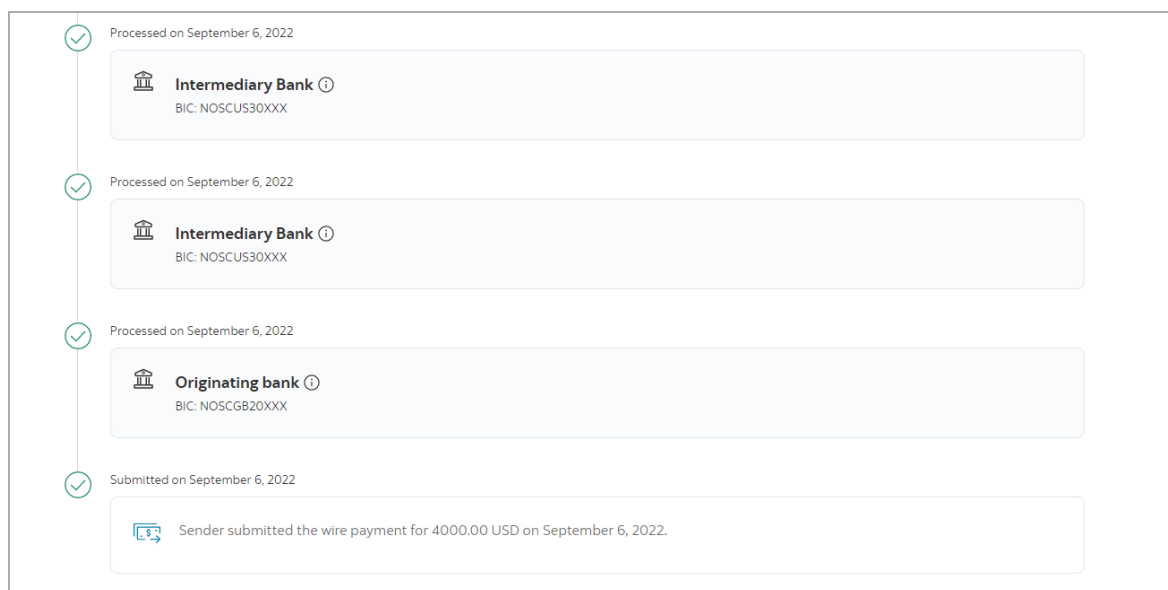 Processed on September 6, 2022
Intermediary Bank
BIC: NOSCUS30XXX
Processed on September 6, 2022
Intermediary Bank
BIC: NOSCUS30XXX
Processed on September 6, 2022
Originating bank
BIC: NOSCGB20XXX
Submitted on September 6, 2022
Sender submitted the wire payment for 4000.00 USD on September 6, 2022.